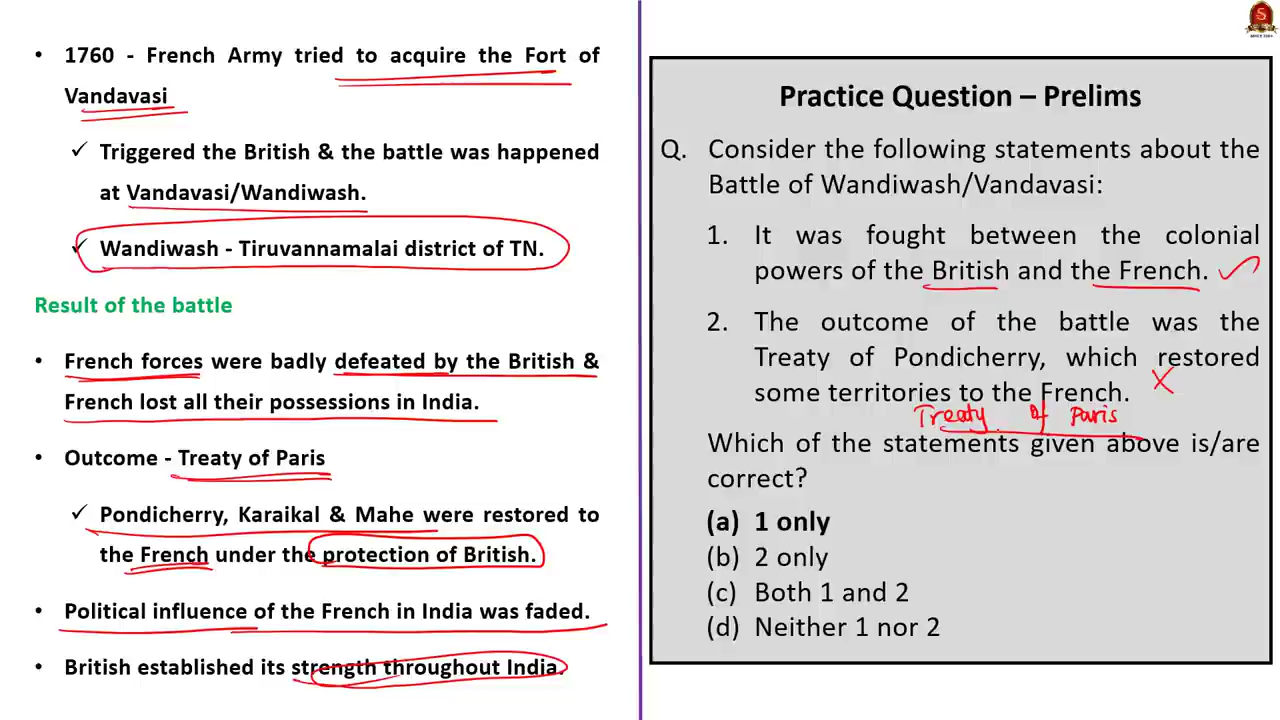 • 1760 - French Army tried to acquire the Fort of
Vandavasi
✓ Triggered the British & the battle was happened
at Vandavasi/Wandiwash.
✓ Wandiwash - Tiruvannamalai district of TN.
Result of the battle
• French forces were badly defeated by the British &
French lost all their possessions in India.
• Outcome - Treaty of Paris
✓ Pondicherry, Karaikal & Mahe were restored to
the French under the protection of British.
• Political influence of the French in India was faded.
• British established its strength throughout India.
S
Practice Question – Prelims
Q. Consider the following statements about the
Battle of Wandiwash/Vandavasi:
1. It was fought between the colonial
powers of the British and the French.
2. The outcome of the battle was the
Treaty of Pondicherry, which restored
some territories to the French.
Treaty of Paris
Which of the statements given above is/are
correct?
(a) 1 only
(b) 2 only
(c) Both 1 and 2
(d) Neither 1 nor 2